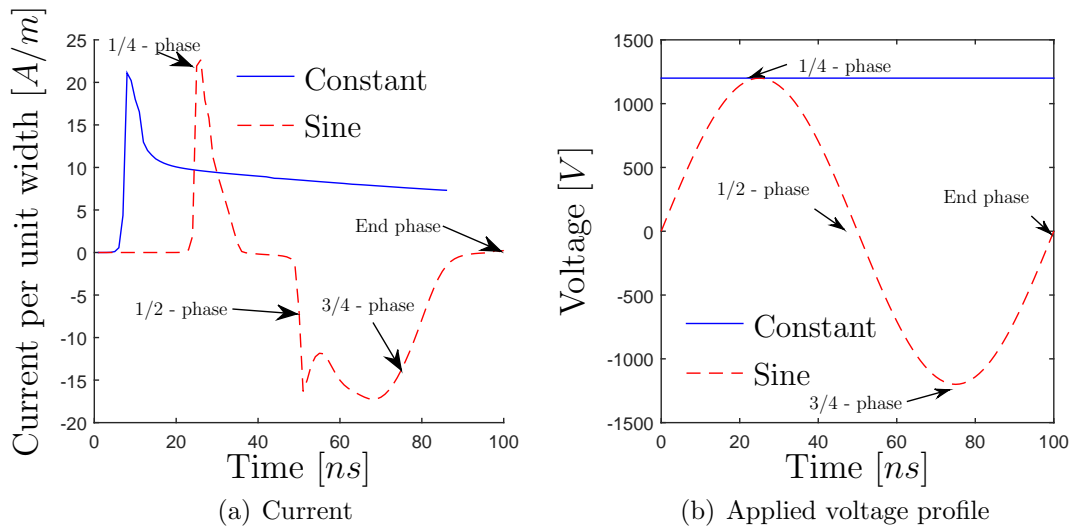 Current per unit width [A/m]
25
20
15
10
5
0
-5
-10
-15
-20
1/4 - phase
Constant
Sine
End phase
1/2 - phase
3/4 - phase
0
20
40
60
80
100
Time [ns]
(a) Current
Voltage [V]
1500
1000
500
0
-500
-1000
-1500
1/4 - phase
1/2 - phase
End phase
Constant
Sine
3/4 - phase
0
20
40
60
80
100
Time [ns]
(b) Applied voltage profile